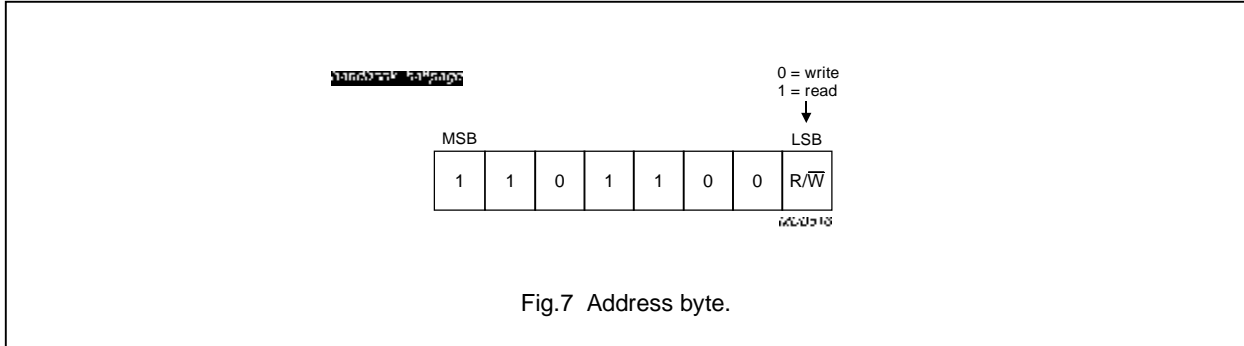 0 = write
1 = read
MSB LSB
1 1 0 1 1 0 0 R/W̅
Fig.7 Address byte.